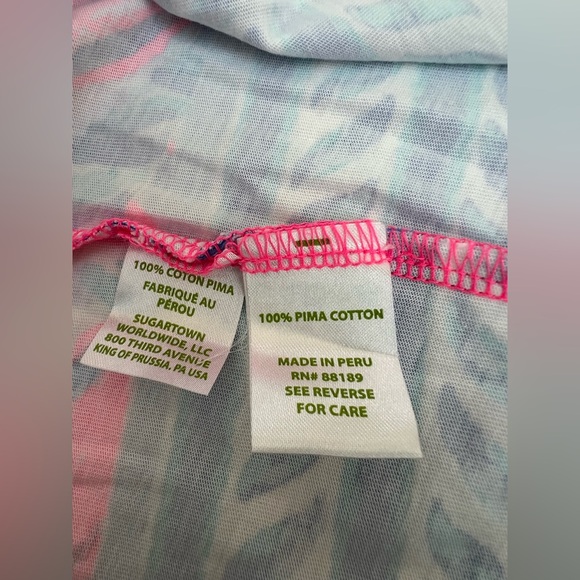 100% COTON PIMA
FABRIQUÉ AU
PÉROU
SUGARTOWN
WORLDWIDE, LLC
800 THIRD AVENUE
KING OF PRUSSIA. PA USA
100% PIMA COTTON
MADE IN PERU
RN# 88189
SEE REVERSE
FOR CARE